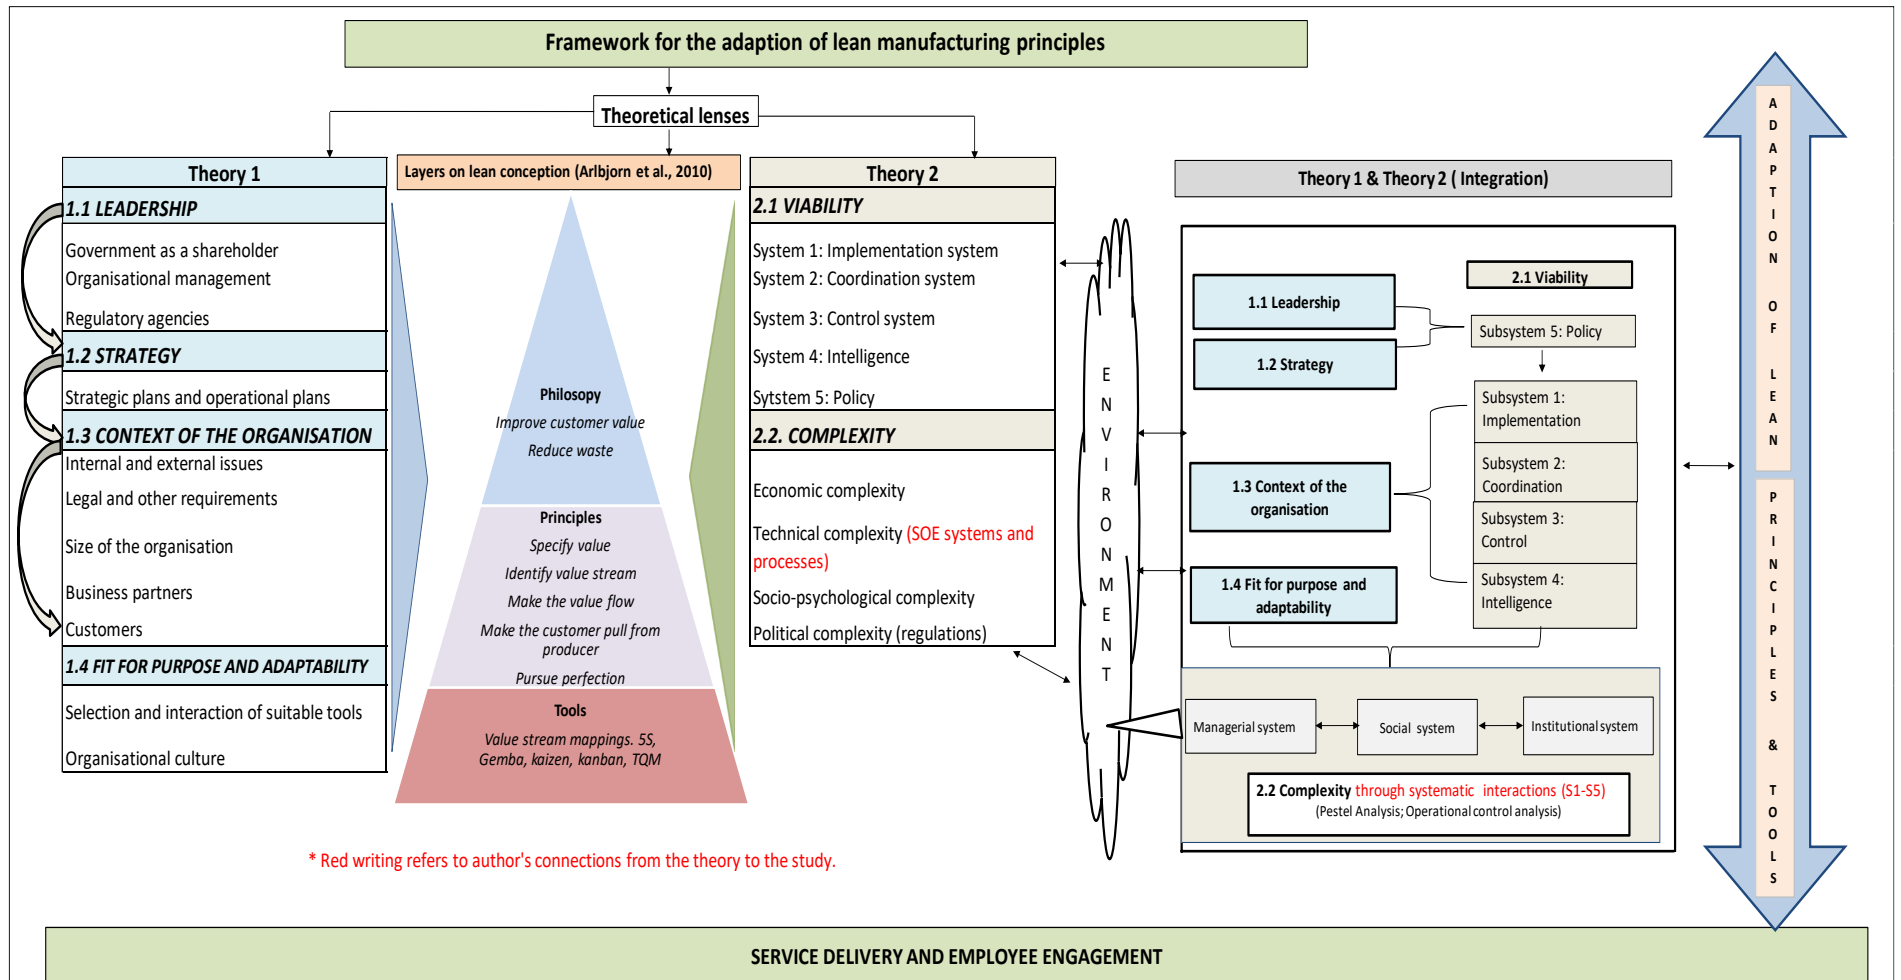 Framework for the adaption of lean manufacturing principles
Theoretical lenses
Theory 1
1.1 LEADERSHIP
Government as a shareholder
Organisational management
Regulatory agencies
1.2 STRATEGY
Strategic plans and operational plans
1.3 CONTEXT OF THE ORGANISATION
Internal and external issues
Legal and other requirements
Size of the organisation
Business partners
Customers
1.4 FIT FOR PURPOSE AND ADAPTABILITY
Selection and interaction of suitable tools
Organisational culture
Layers on lean conception (Arlbjorn et al., 2010)
Philosopy
Improve customer value
Reduce waste
Principles
Specify value
Identify value stream
Make the value flow
Make the customer pull from
producer
Pursue perfection
Tools
Value stream mappings. 5S,
Gemba, kaizen, kanban, TQM
Theory 2
2.1 VIABILITY
System 1: Implementation system
System 2: Coordination system
System 3: Control system
System 4: Intelligence
Sytstem 5: Policy
2.2. COMPLEXITY
Economic complexity
Technical complexity (SOE systems and
processes)
Socio-psychological complexity
Political complexity (regulations)
ENVIRONMENT
Theory 1 & Theory 2 ( Integration)
2.1 Viability
1.1 Leadership
Subsystem 5: Policy
1.2 Strategy
Subsystem 1:
Implementation
Subsystem 2:
Coordination
1.3 Context of the
organisation
Subsystem 3:
Control
1.4 Fit for purpose and
adaptability
Subsystem 4:
Intelligence
Managerial system
Social system
Institutional system
2.2 Complexity through systematic interactions (S1-S5)
(Pestel Analysis; Operational control analysis)
ADAPTION OF LEAN
PRINCIPLES & TOOLS
* Red writing refers to author's connections from the theory to the study.
SERVICE DELIVERY AND EMPLOYEE ENGAGEMENT